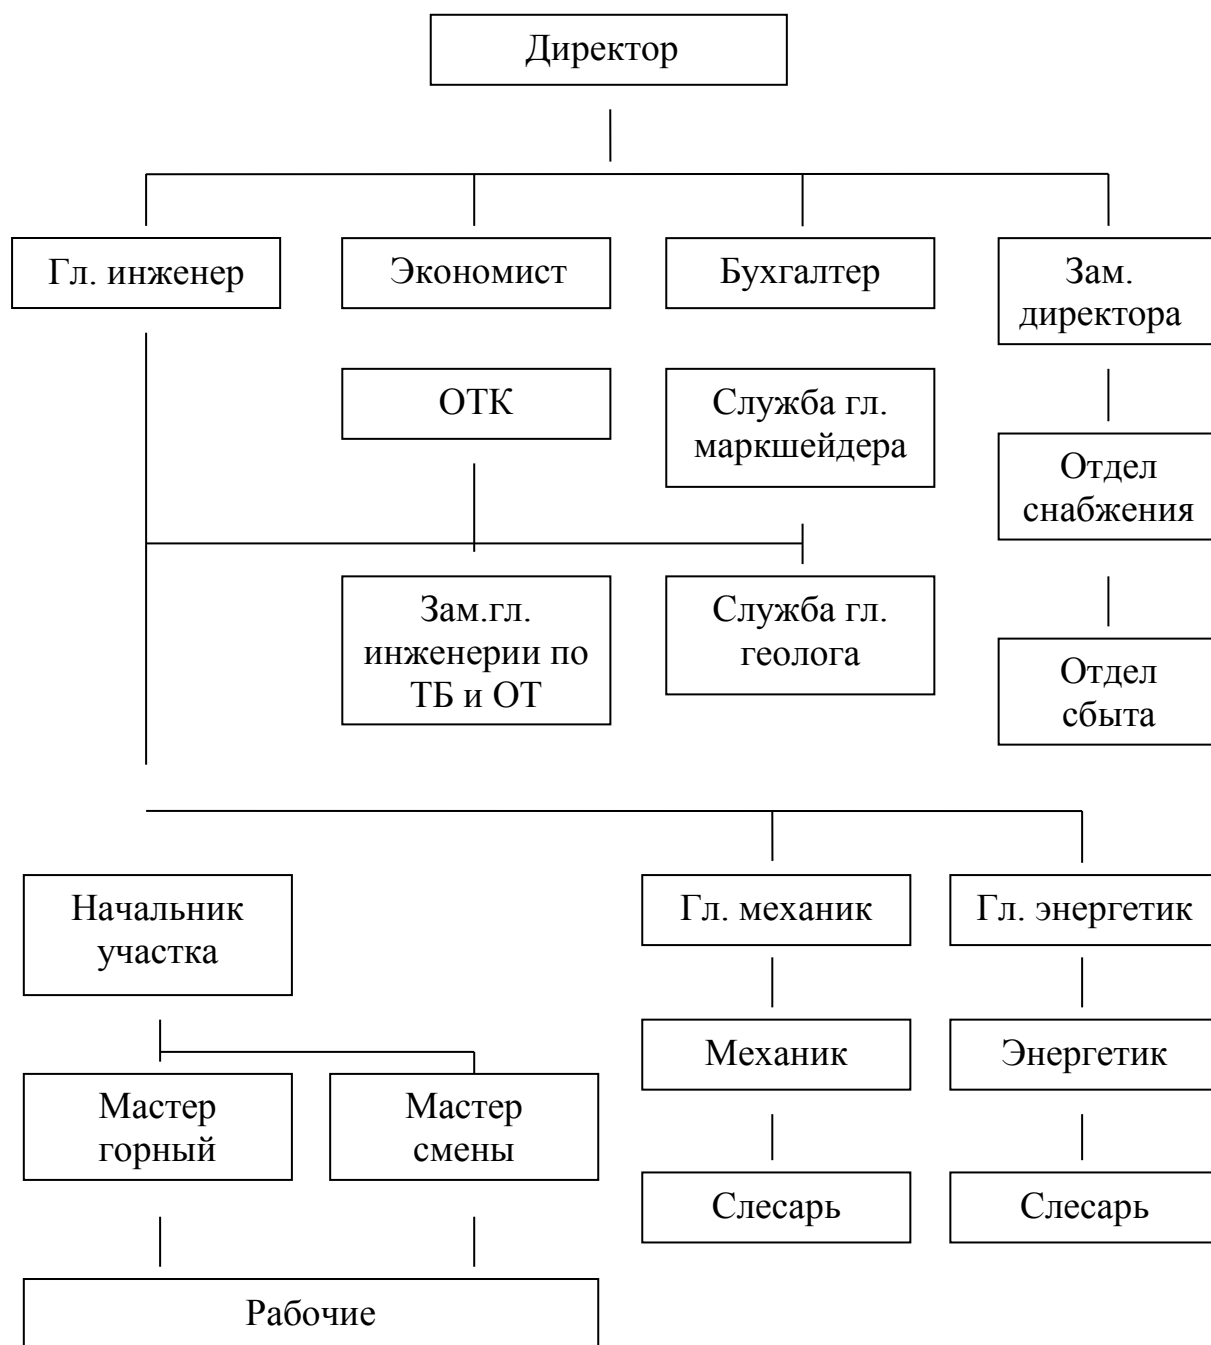 Директор
Гл. инженер
Экономист
Бухгалтер
Зам.
директора
ОТК
Служба гл.
маркшейдера
Отдел
снабжения
Зам.гл.
инженерии по
ТБ и ОТ
Служба гл.
геолога
Отдел
сбыта
Начальник
участка
Гл. механик
Гл. энергетик
Механик
Энергетик
Мастер
горный
Мастер
смены
Слесарь
Слесарь
Рабочие